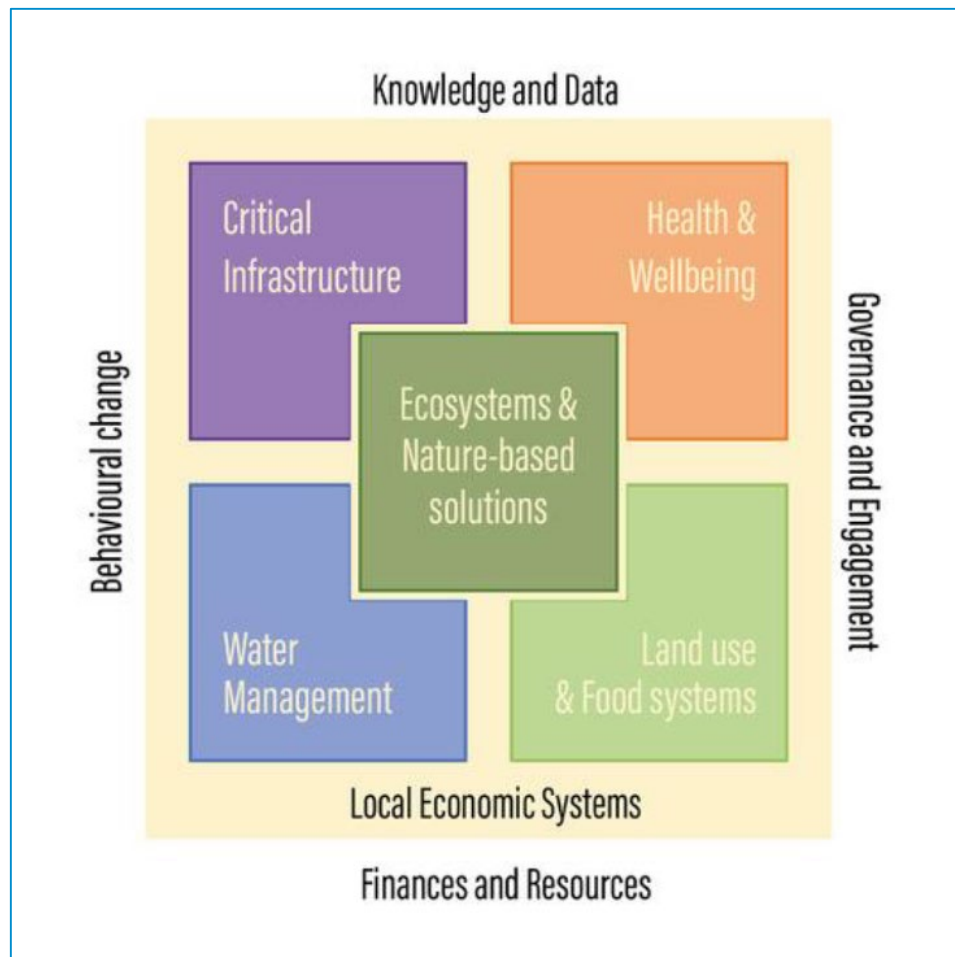 Knowledge and Data
Critical
Infrastructure
Health &
Wellbeing
Behavioural change
Ecosystems &
Nature-based
solutions
Governance and Engagement
Water
Management
Land use
& Food systems
Local Economic Systems
Finances and Resources